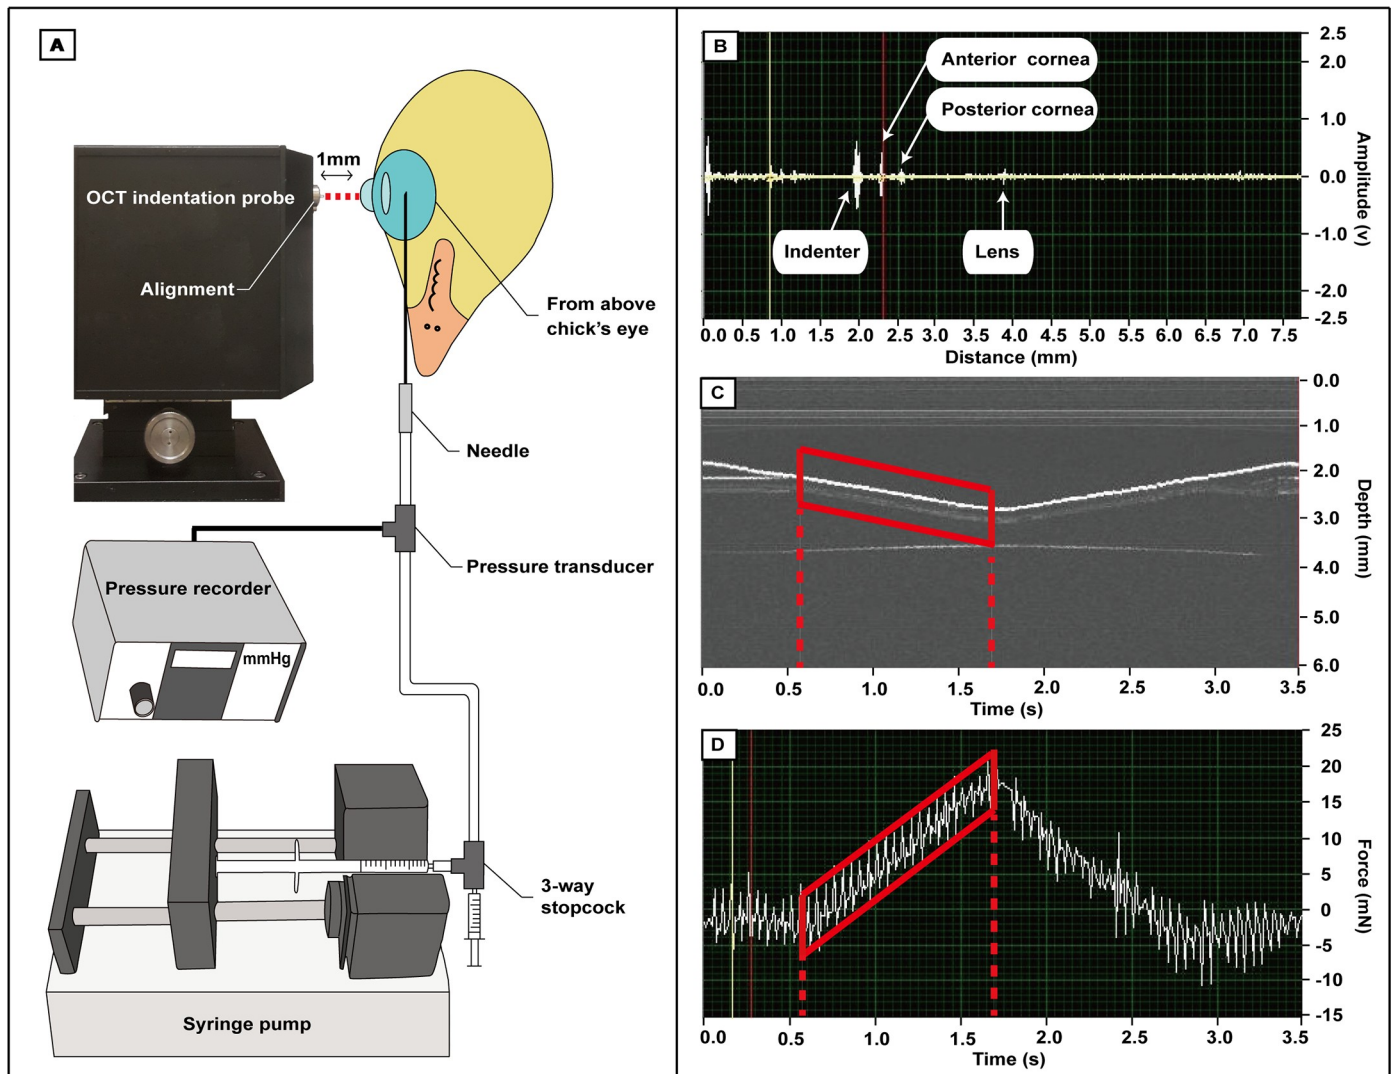 A
1mm
OCT indentation probe
Alignment
From above
chick's eye
Needle
Pressure transducer
Pressure recorder
mmHg
3-way
stopcock
Syringe pump
B
Anterior cornea
Posterior cornea
Indenter
Lens
2.5
2.0
1.0
0.0
-1.0
-2.0
-2.5
Amplitude (v)
0.0 0.5 1.0 1.5 2.0 2.5 3.0 3.5 4.0 4.5 5.0 5.5 6.0 6.5 7.0 7.5
Distance (mm)
C
0.0
1.0
2.0
3.0
4.0
5.0
6.0
Depth (mm)
0.0 0.5 1.0 1.5 2.0 2.5 3.0 3.5
Time (s)
D
25
20
15
10
5
0
-5
-10
-15
Force (mN)
0.0 0.5 1.0 1.5 2.0 2.5 3.0 3.5
Time (s)